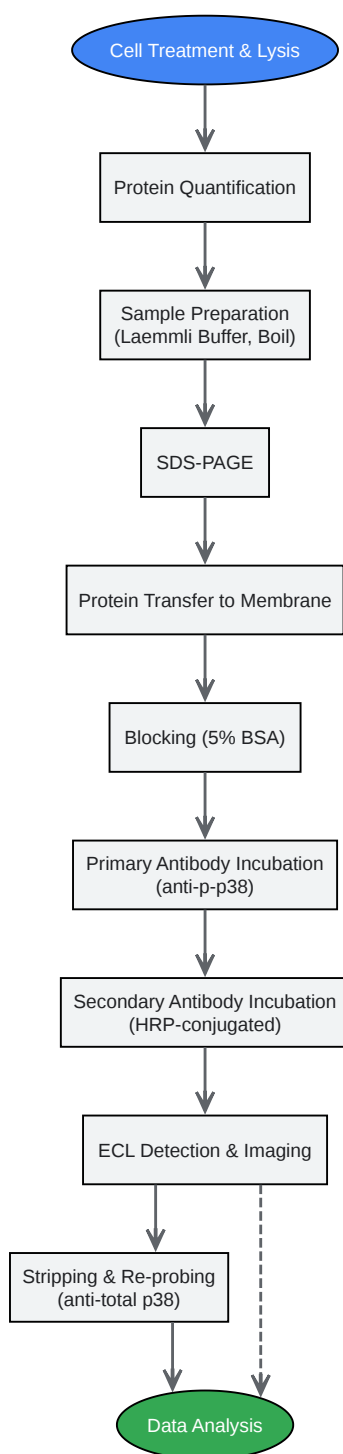 Cell Treatment & Lysis
Protein Quantification
Sample Preparation
(Laemmli Buffer, Boil)
SDS-PAGE
Protein Transfer to Membrane
Blocking (5% BSA)
Primary Antibody Incubation
(anti-p-p38)
Secondary Antibody Incubation
(HRP-conjugated)
ECL Detection & Imaging
Stripping & Re-probing
(anti-total p38)
Data Analysis